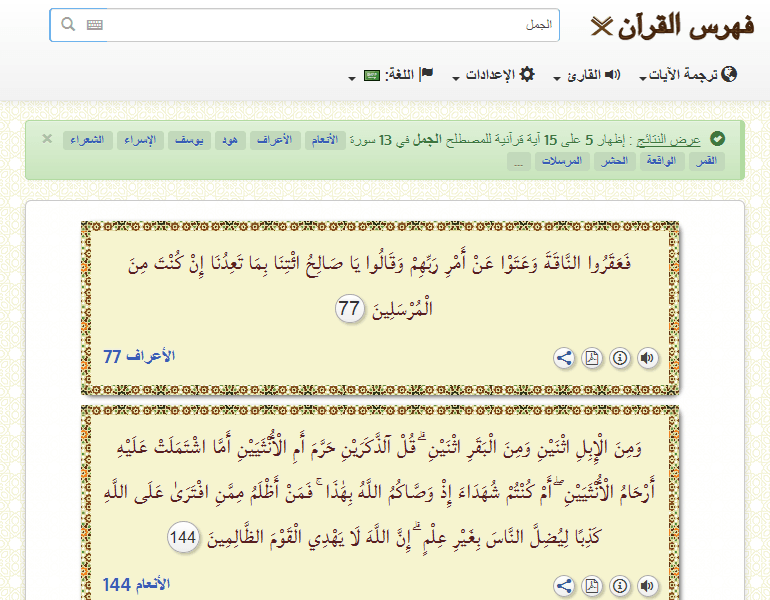 فهرس القرآن
الجمل
ترجمة الآيات
القارئ
الإعدادات
اللغة:
عرض النتائج : إظهار 5 على 15 آية قرآنية للمصطلح الجمل في 13 سورة الأنعام الأعراف هود يوسف الإسراء الشعراء
القمر الواقعة الحشر المرسلات ...
فَعَقَرُوا النَّاقَةَ وَعَتَوْا عَنْ أَمْرِ رَبِّهِمْ وَقَالُوا يَا صَالِحُ ائْتِنَا بِمَا تَعِدُنَا إِنْ كُنْتَ مِنَ
الْمُرْسَلِينَ 77
الأعراف 77
وَمِنَ الْإِبِلِ اثْنَيْنِ وَمِنَ الْبَقَرِ اثْنَيْنِ ۗ قُلْ آلذَّكَرَيْنِ حَرَّمَ أَمِ الْأُنْثَيَيْنِ أَمَّا اشْتَمَلَتْ عَلَيْهِ
أَرْحَامُ الْأُنْثَيَيْنِ ۖ أَمْ كُنْتُمْ شُهَدَاءَ إِذْ وَصَّاكُمُ اللَّهُ بِهَٰذَا ۚ فَمَنْ أَظْلَمُ مِمَّنِ افْتَرَىٰ عَلَى اللَّهِ
كَذِبًا لِيُضِلَّ النَّاسَ بِغَيْرِ عِلْمٍ ۗ إِنَّ اللَّهَ لَا يَهْدِي الْقَوْمَ الظَّالِمِينَ 144
الأنعام 144